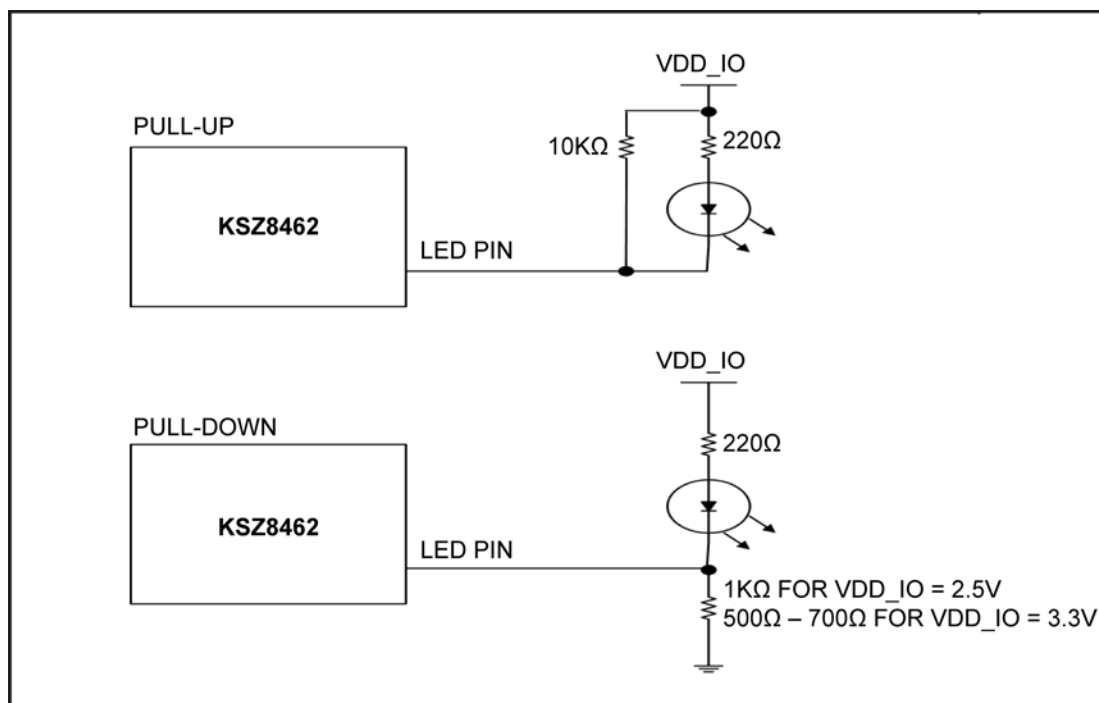 VDD_IO
PULL-UP
10KΩ
220Ω
KSZ8462
LED PIN
VDD_IO
PULL-DOWN
220Ω
KSZ8462
LED PIN
1KΩ FOR VDD_IO = 2.5V
500Ω – 700Ω FOR VDD_IO = 3.3V